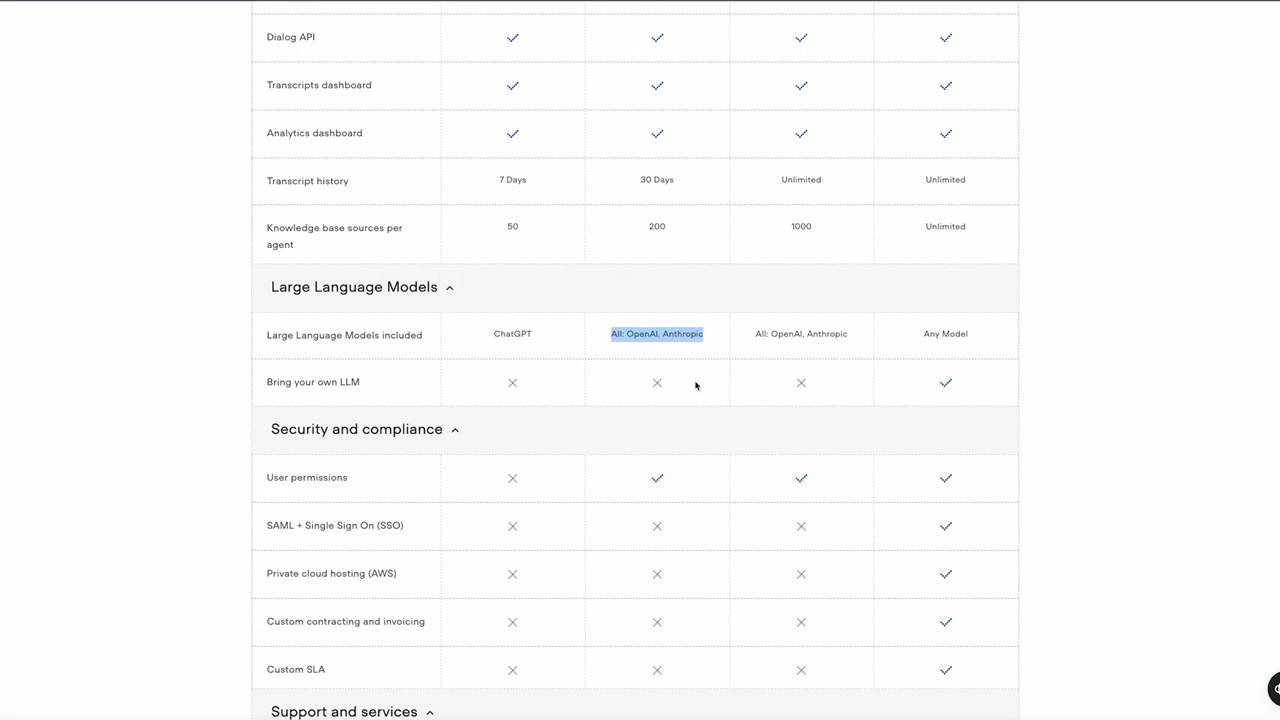 Dialog API
Transcripts dashboard
Analytics dashboard
Transcript history 7 Days 30 Days Unlimited Unlimited
Knowledge base sources per 50 200 1000 Unlimited
agent
Large Language Models
Large Language Models included ChatGPT All: OpenAI, Anthropic All: OpenAI, Anthropic Any Model
Bring your own LLM
Security and compliance
User permissions
SAML + Single Sign On (SSO)
Private cloud hosting (AWS)
Custom contracting and invoicing
Custom SLA
Support and services